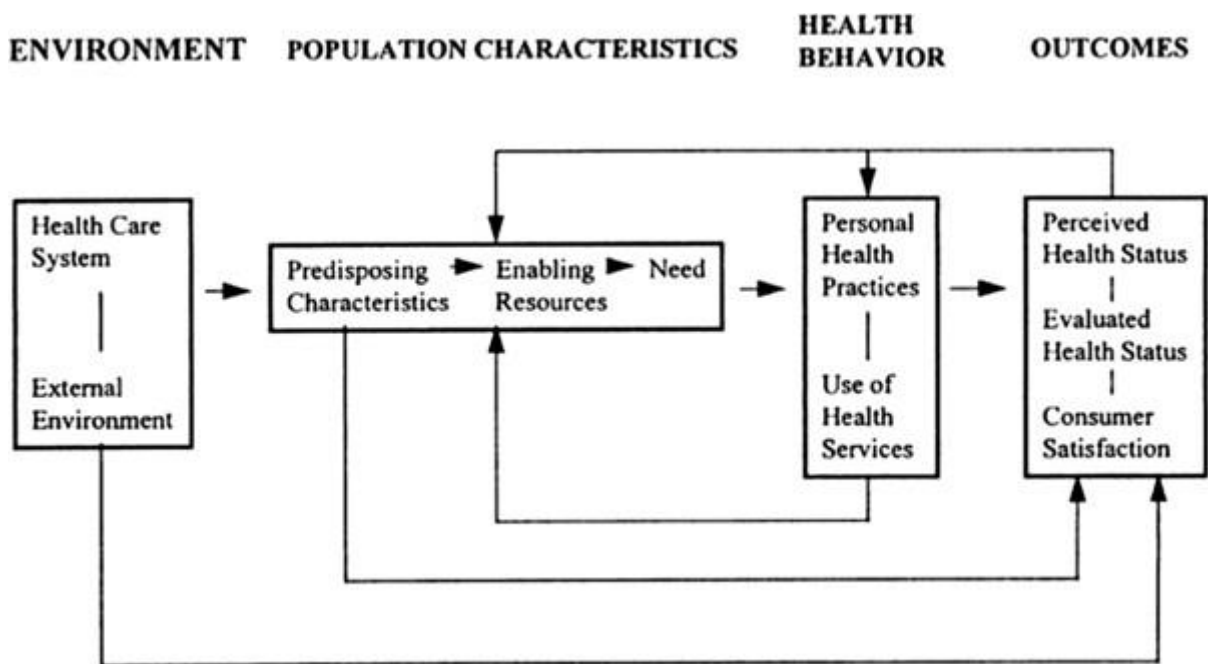 ENVIRONMENT
POPULATION CHARACTERISTICS
HEALTH
BEHAVIOR
OUTCOMES
Health Care
System
External
Environment
Predisposing
Characteristics
Enabling
Resources
Need
Personal
Health
Practices
Use of
Health
Services
Perceived
Health Status
Evaluated
Health Status
Consumer
Satisfaction